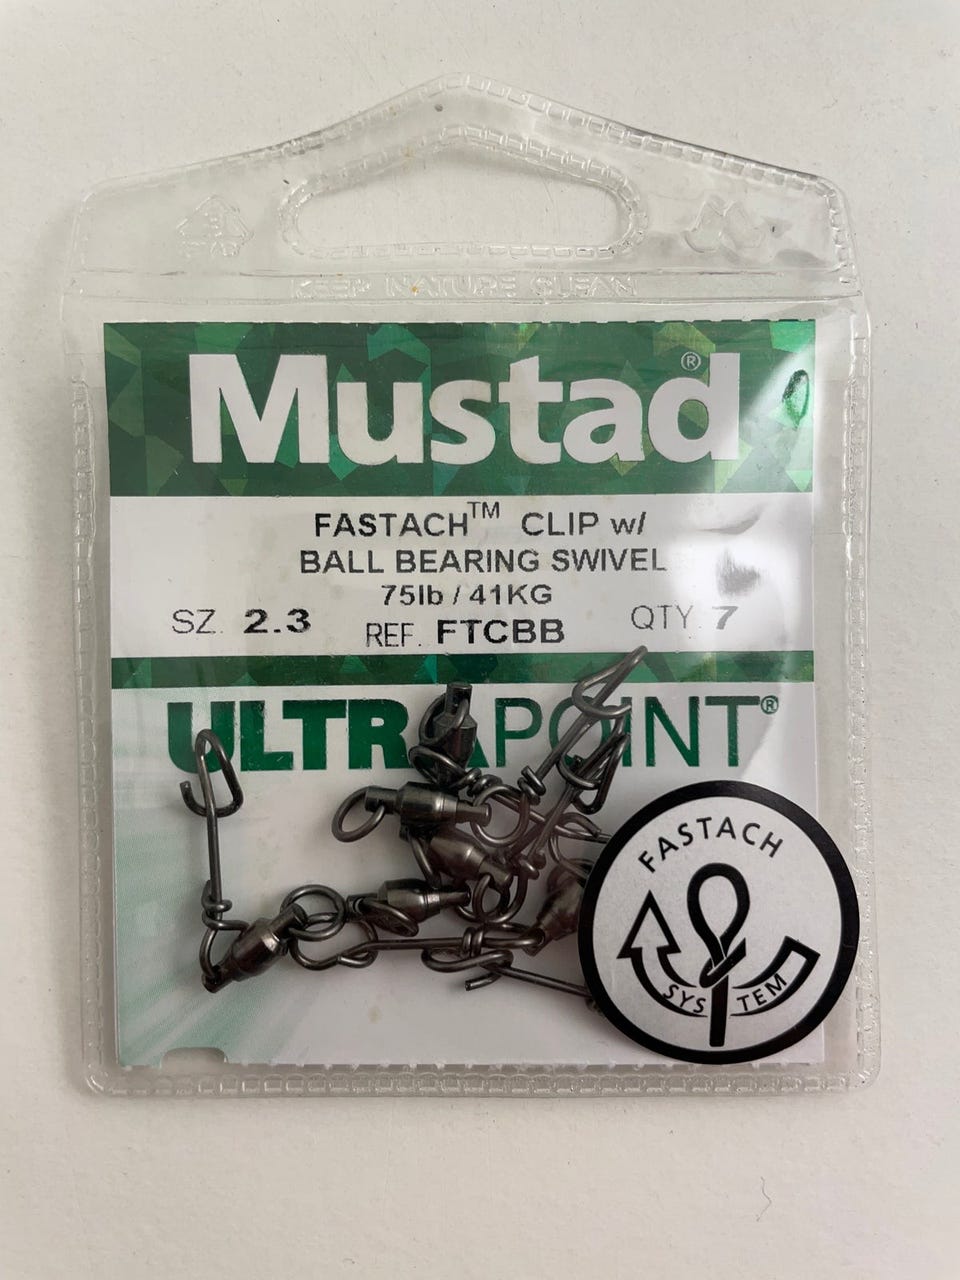 KEEP NATURE CLEAN
Mustad®
FASTACH™ CLIP w/
BALL BEARING SWIVEL
75lb / 41KG
SZ. 2.3 REF. FTCBB QTY 7
ULTRAPOINT®
FASTACH
SYSTEM